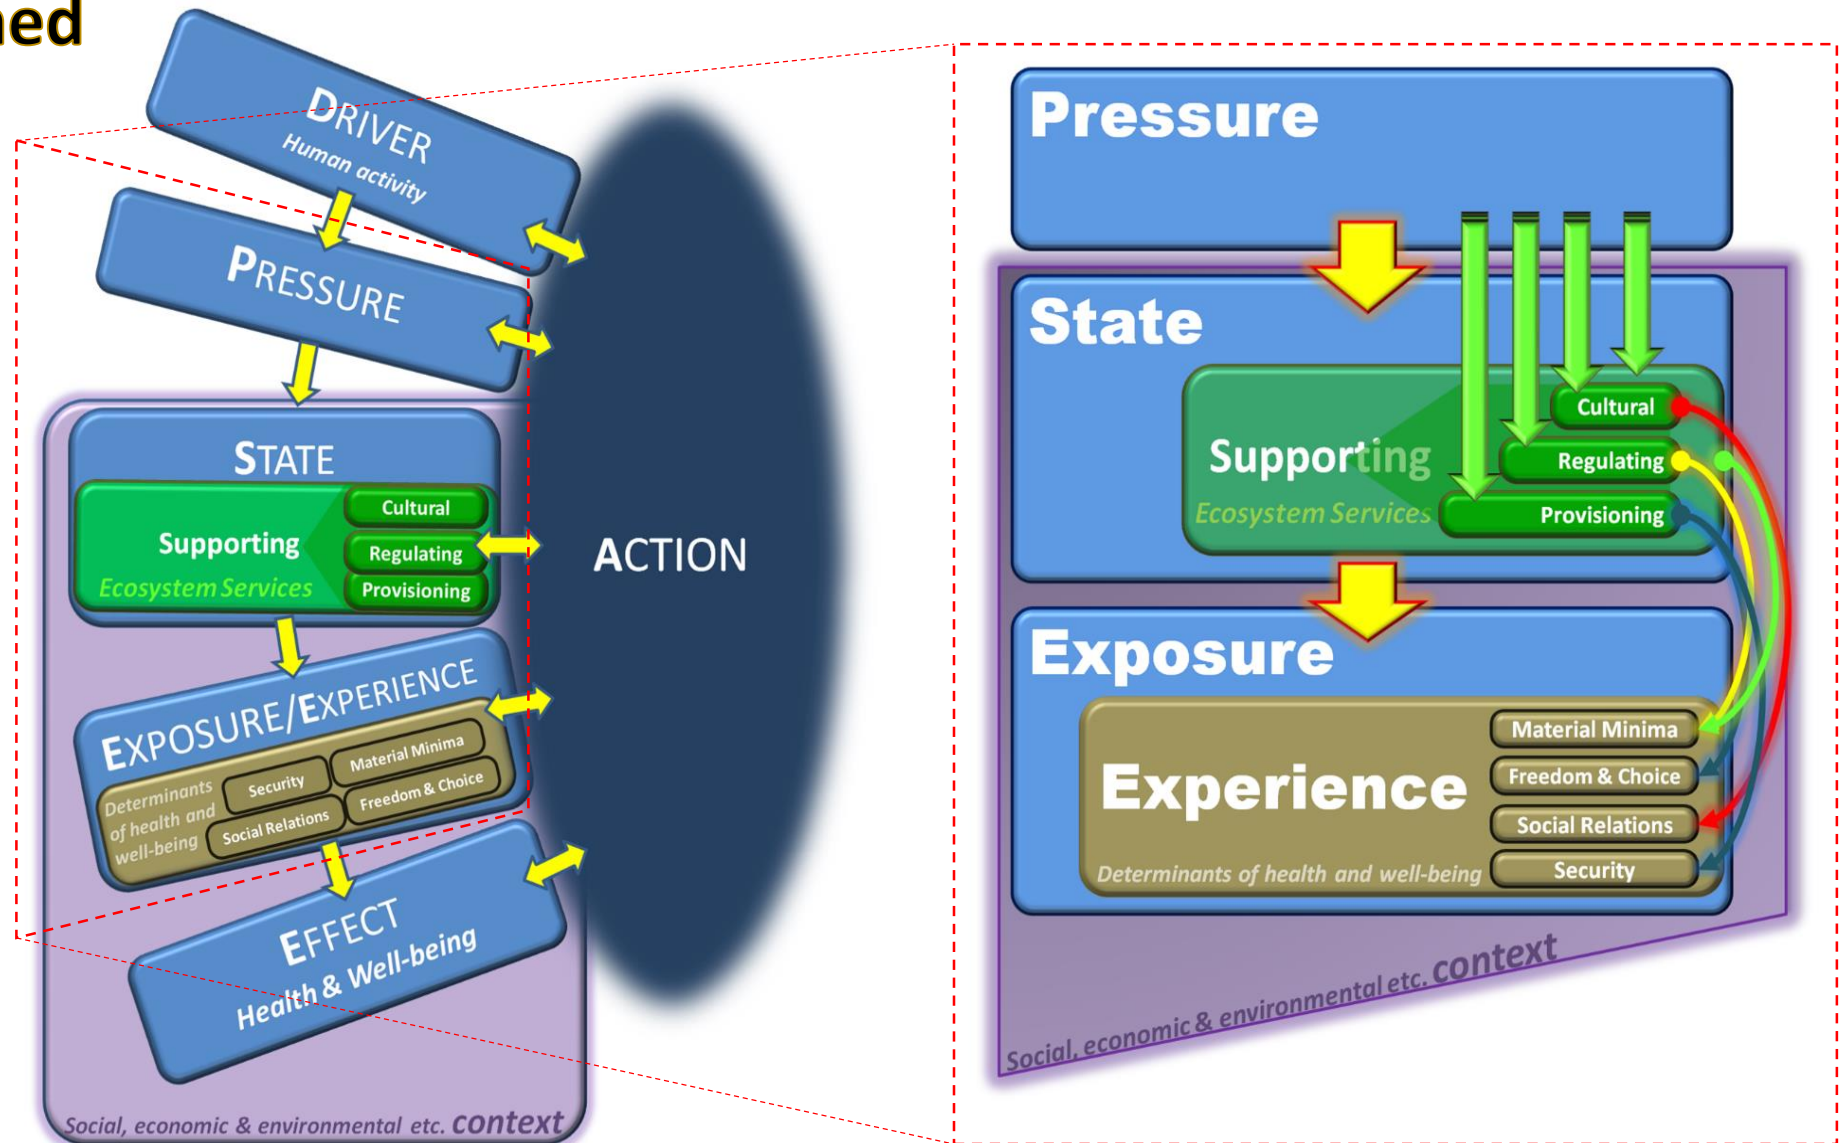 DRIVER
Human activity
PRESSURE
STATE
Cultural
Supporting
Regulating
Ecosystem Services
Provisioning
EXPOSURE/EXPERIENCE
Determinants
of health and
well-being
Security
Material Minima
Social Relations
Freedom & Choice
EFFECT
Health & Well-being
Social, economic & environmental etc. context
ACTION
Pressure
State
Cultural
Supporting
Regulating
Ecosystem Services
Provisioning
Exposure
Material Minima
Experience
Freedom & Choice
Social Relations
Determinants of health and well-being
Security
Social, economic & environmental etc. context